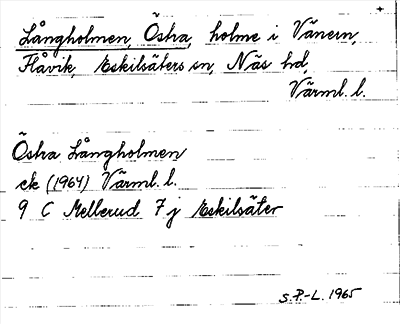 +
Långholmen, Östra, holme i Vänern,
Flåvik, Eskilsäters sn, Näs hd,
Värml. l.
Östra Långholmen
ek (1964) Värml. l.
9 C Mellerud 7 j Eskilsäter
S.P.-L. 1965